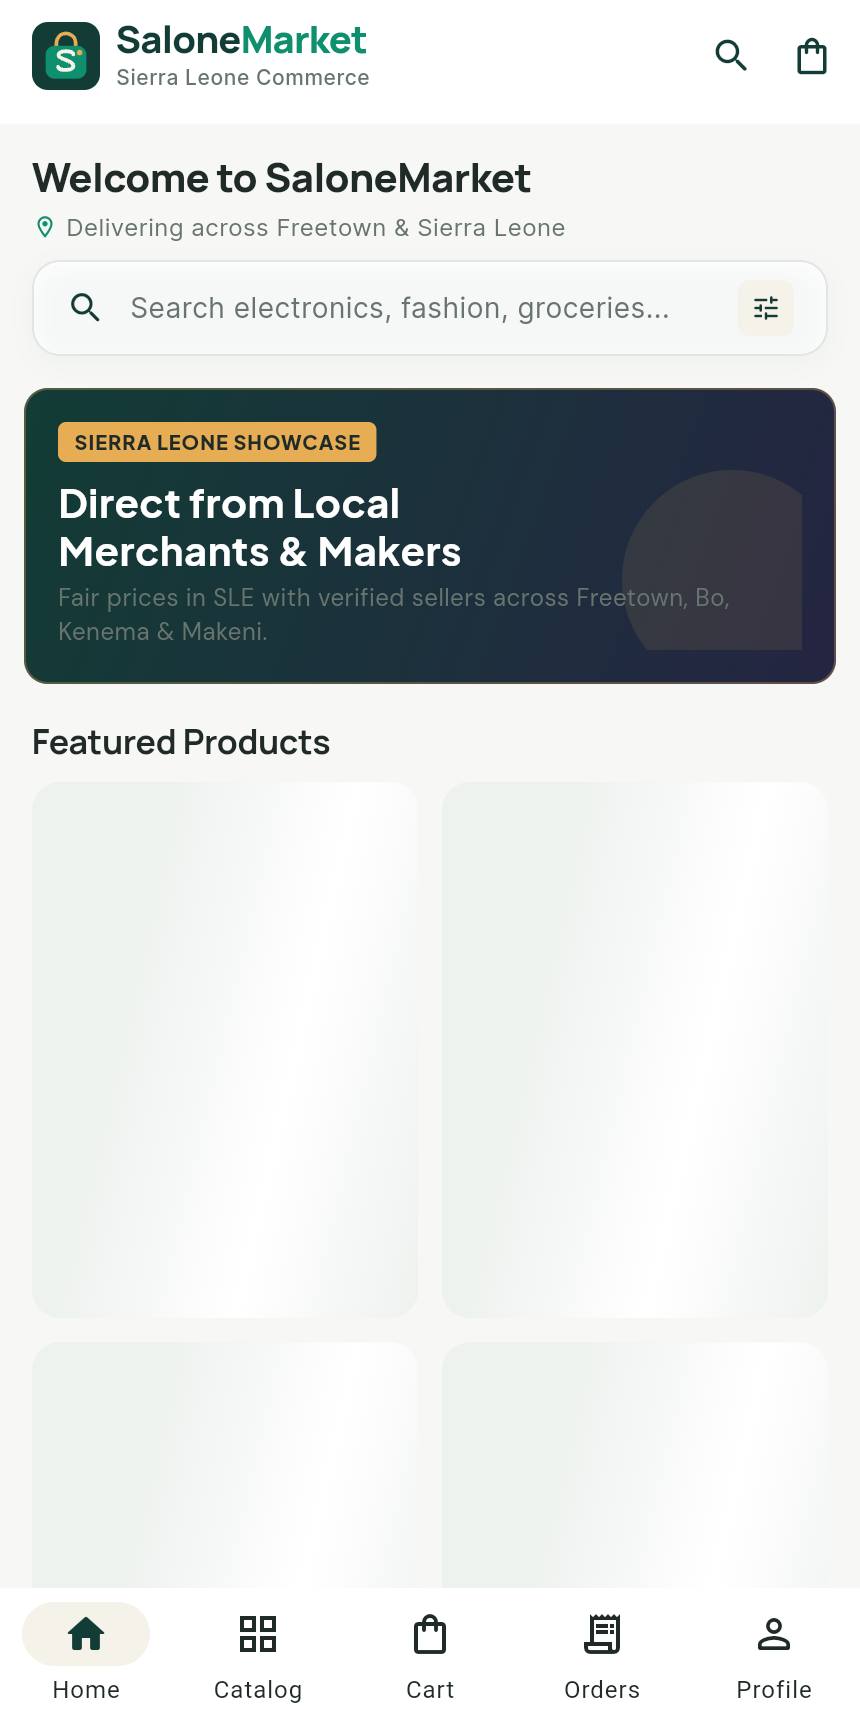 S
SaloneMarket
Sierra Leone Commerce
Welcome to SaloneMarket
Delivering across Freetown & Sierra Leone
Search electronics, fashion, groceries...
SIERRA LEONE SHOWCASE
Direct from Local
Merchants & Makers
Fair prices in SLE with verified sellers across Freetown, Bo,
Kenema & Makeni.
Featured Products
Home
Catalog
Cart
Orders
Profile